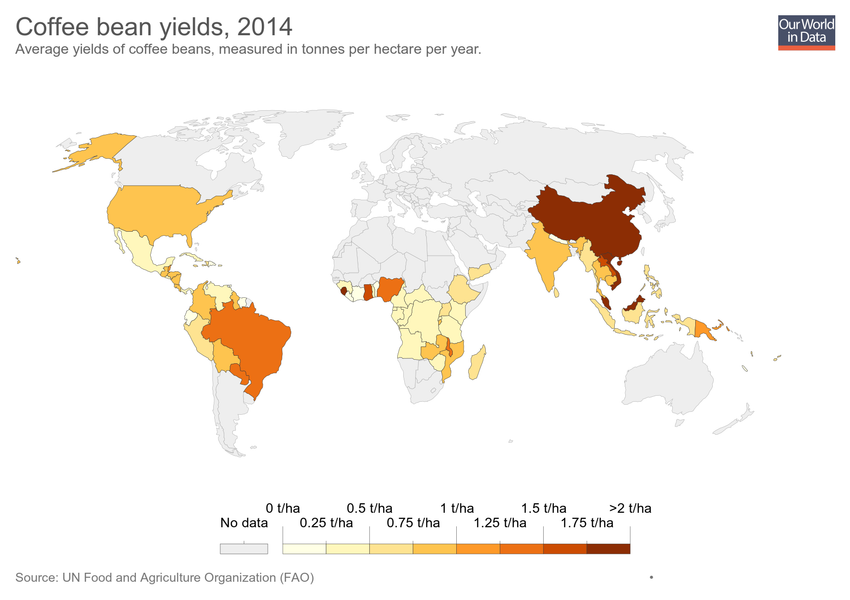 Coffee bean yields, 2014
Average yields of coffee beans, measured in tonnes per hectare per year.
Our World
in Data
0 t/ha 0.5 t/ha 1 t/ha 1.5 t/ha >2 t/ha
No data 0.25 t/ha 0.75 t/ha 1.25 t/ha 1.75 t/ha
Source: UN Food and Agriculture Organization (FAO)